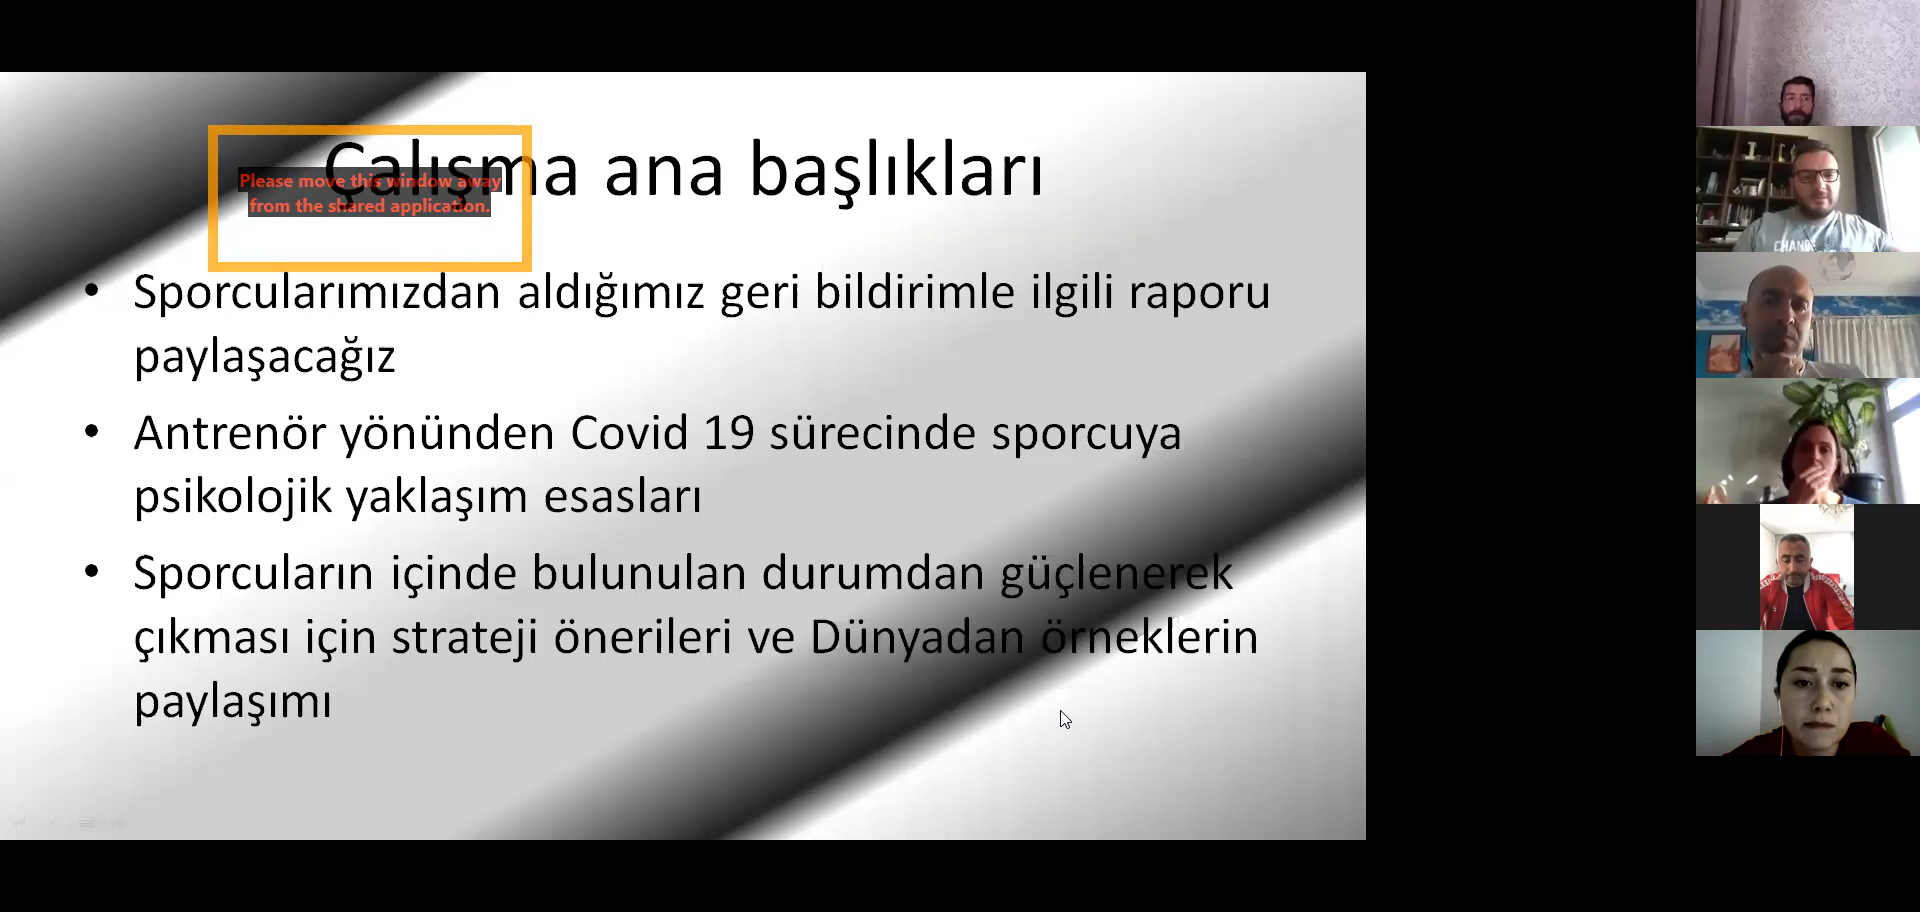 Çalışma ana başlıkları
Please move this window away
from the shared application.
• Sporcularımızdan aldığımız geri bildirimle ilgili raporu
paylaşacağız
• Antrenör yönünden Covid 19 sürecinde sporcuya
psikolojik yaklaşım esasları
• Sporcuların içinde bulunulan durumdan güçlenerek
çıkması için strateji önerileri ve Dünyadan örneklerin
paylaşımı
CHANGE